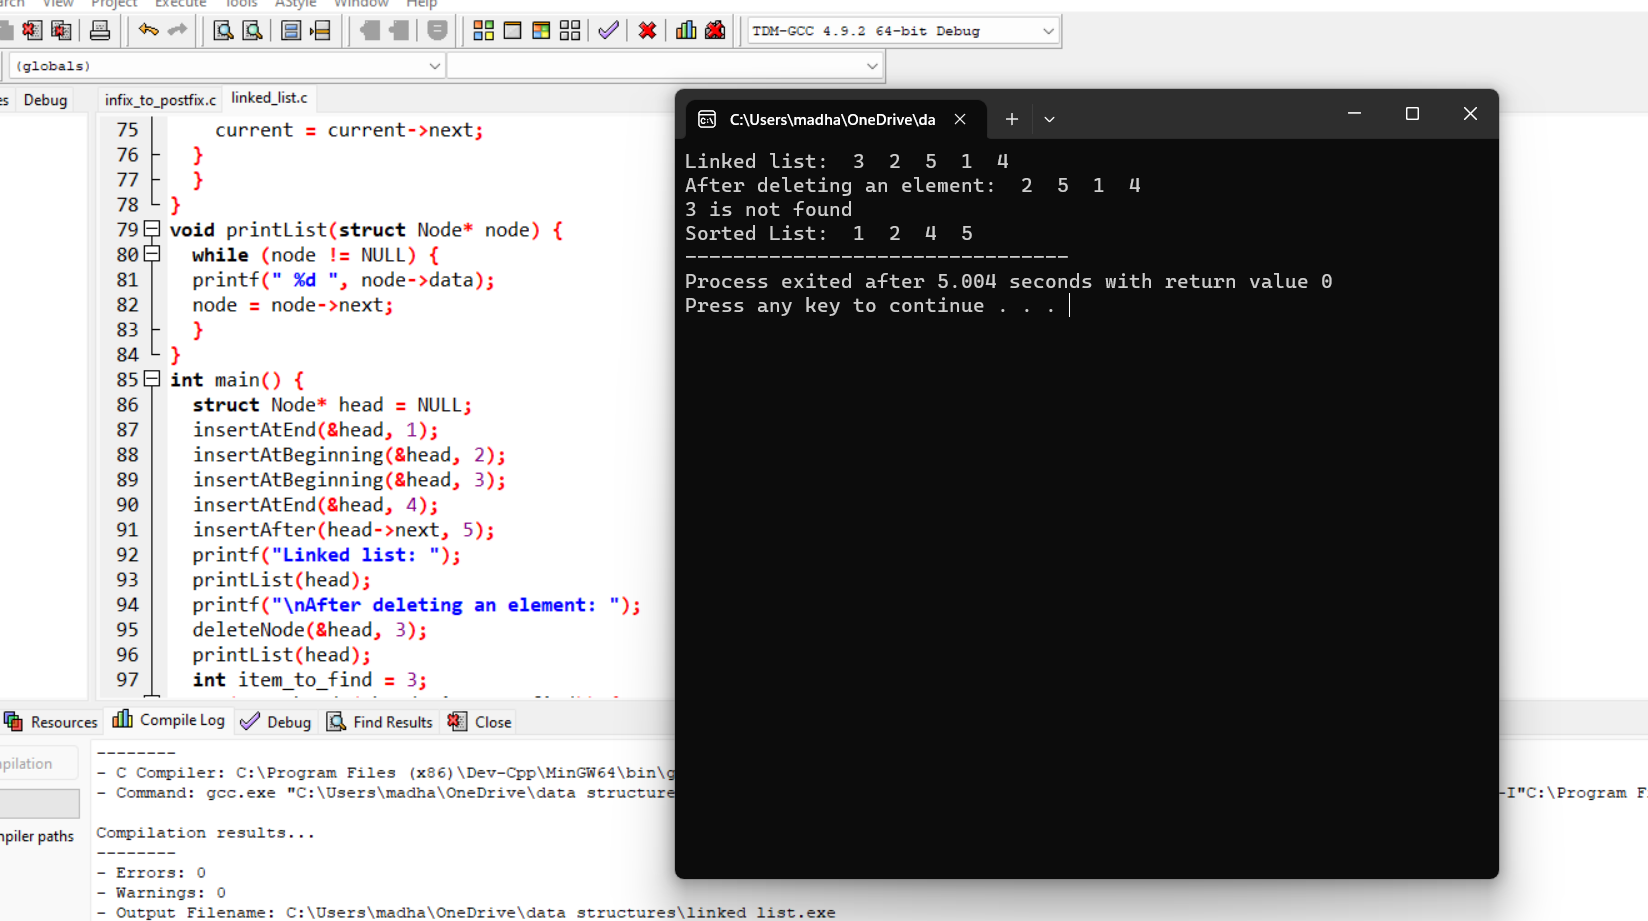 View Project Execute Tools AStyle Window Help
TDM-GCC 4.9.2 64-bit Debug
(globals)
Debug
infix_to_postfix.c linked_list.c
75 current = current->next;
76 }
77 }
78 }
79 void printList(struct Node* node) {
80 while (node != NULL) {
81 printf(" %d ", node->data);
82 node = node->next;
83 }
84 }
85 int main() {
86 struct Node* head = NULL;
87 insertAtEnd(&head, 1);
88 insertAtBeginning(&head, 2);
89 insertAtBeginning(&head, 3);
90 insertAtEnd(&head, 4);
91 insertAfter(head->next, 5);
92 printf("Linked list: ");
93 printList(head);
94 printf("\nAfter deleting an element: ");
95 deleteNode(&head, 3);
96 printList(head);
97 int item_to_find = 3;
C:\Users\madha\OneDrive\da
Linked list: 3 2 5 1 4
After deleting an element: 2 5 1 4
3 is not found
Sorted List: 1 2 4 5
--------------------------------
Process exited after 5.004 seconds with return value 0
Press any key to continue . . .
Resources Compile Log Debug Find Results Close
--------
- C Compiler: C:\Program Files (x86)\Dev-Cpp\MinGW64\bin\g
- Command: gcc.exe "C:\Users\madha\OneDrive\data structure -I"C:\Program F
Compilation results...
--------
- Errors: 0
- Warnings: 0
- Output Filename: C:\Users\madha\OneDrive\data structures\linked_list.exe
mpilation
mpiler paths